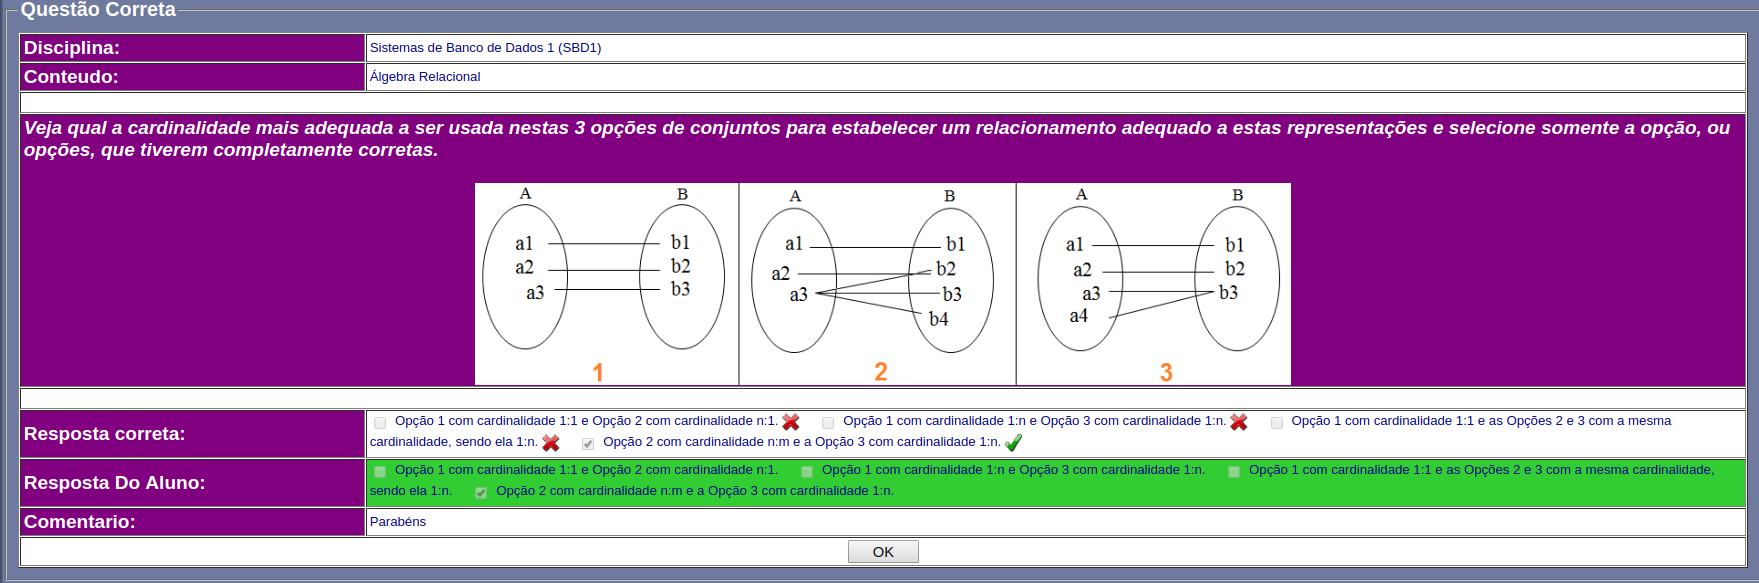 Questão Correta
Disciplina: Sistemas de Banco de Dados 1 (SBD1)
Conteudo: Álgebra Relacional
Veja qual a cardinalidade mais adequada a ser usada nestas 3 opções de conjuntos para estabelecer um relacionamento adequado a estas representações e selecione somente a opção, ou
opções, que tiverem completamente corretas.
A B A B A B
a1 b1 a1 b1 a1 b1
a2 b2 a2 b2 a2 b2
a3 b3 a3 b3 a3 b3
b4 a4
1 2 3
Resposta correta: Opção 1 com cardinalidade 1:1 e Opção 2 com cardinalidade n:1. Opção 1 com cardinalidade 1:n e Opção 3 com cardinalidade 1:n. Opção 1 com cardinalidade 1:1 e as Opções 2 e 3 com a mesma
cardinalidade, sendo ela 1:n. Opção 2 com cardinalidade n:m e a Opção 3 com cardinalidade 1:n.
Resposta Do Aluno: Opção 1 com cardinalidade 1:1 e Opção 2 com cardinalidade n:1. Opção 1 com cardinalidade 1:n e Opção 3 com cardinalidade 1:n. Opção 1 com cardinalidade 1:1 e as Opções 2 e 3 com a mesma cardinalidade,
sendo ela 1:n. Opção 2 com cardinalidade n:m e a Opção 3 com cardinalidade 1:n.
Comentario: Parabéns
OK